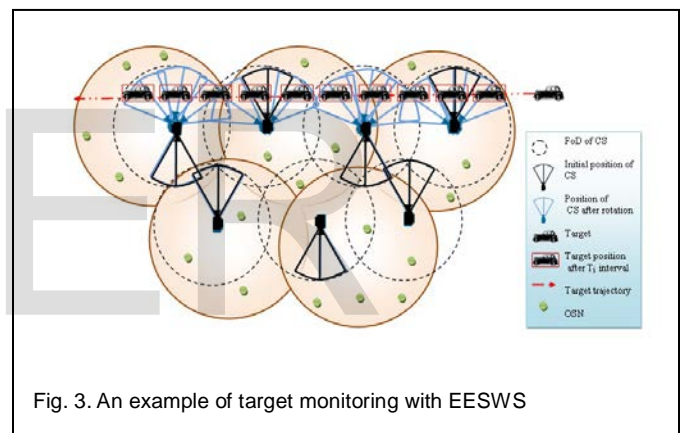 ER
FoD of CS
Initial position of
CS
Position of
CS after rotation
Target
Target position
after T₁ interval
Target trajectory
OSN
Fig. 3. An example of target monitoring with EESWS